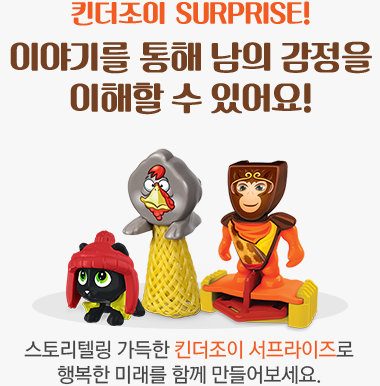 킨더조이 SURPRISE!
이야기를 통해 남의 감정을
이해할 수 있어요!
스토리텔링 가득한 킨더조이 서프라이즈로
행복한 미래를 함께 만들어보세요.